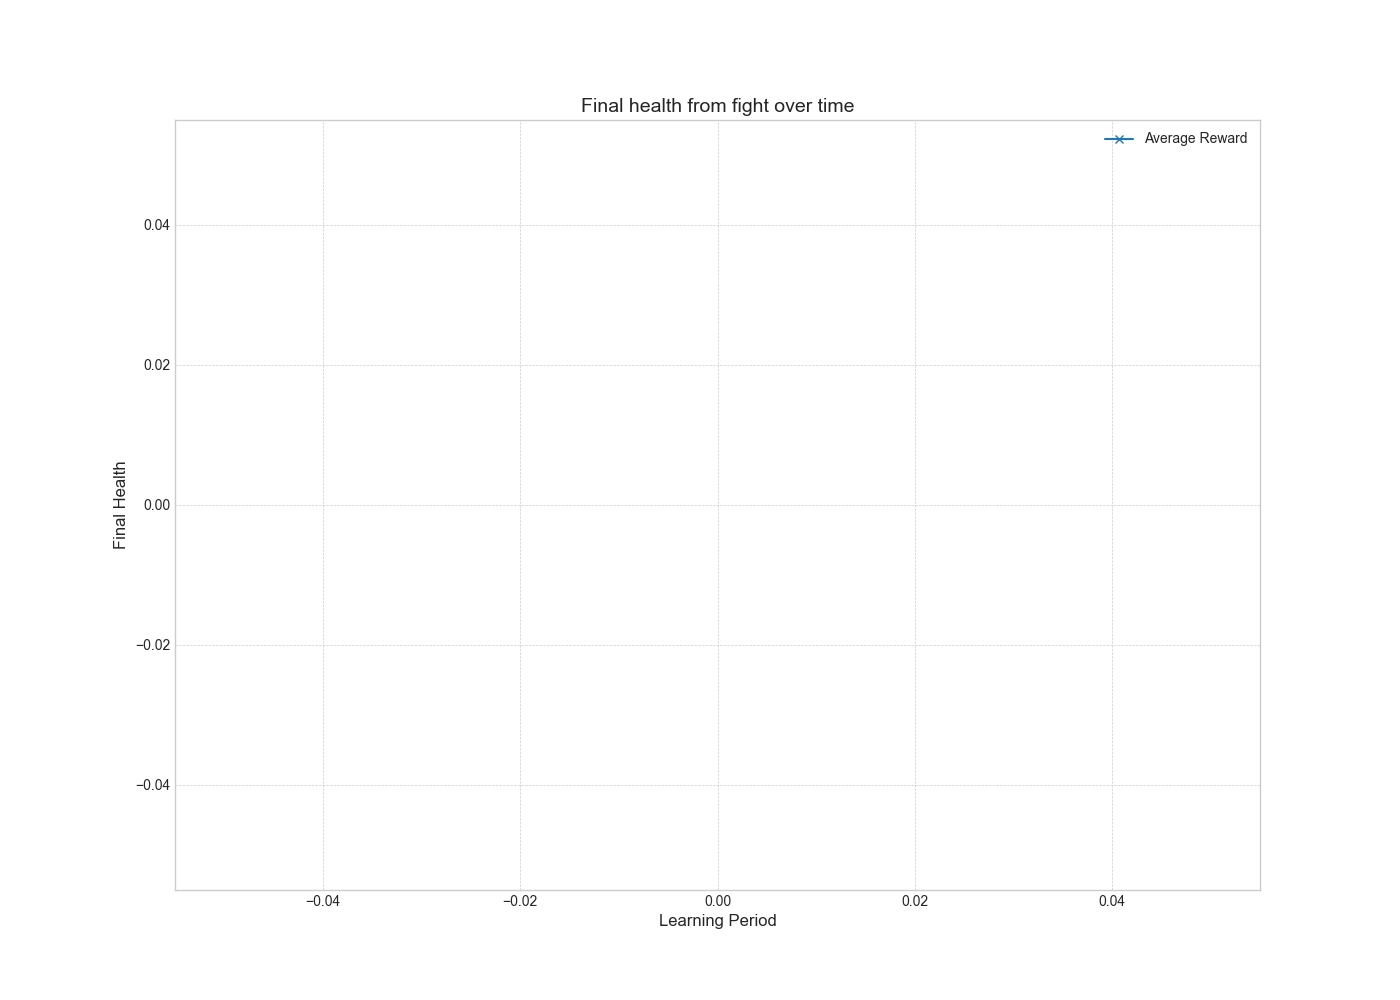 Final health from fight over time
Average Reward
0.04
0.02
0.00
−0.02
−0.04
Final Health
−0.04 −0.02 0.00 0.02 0.04
Learning Period